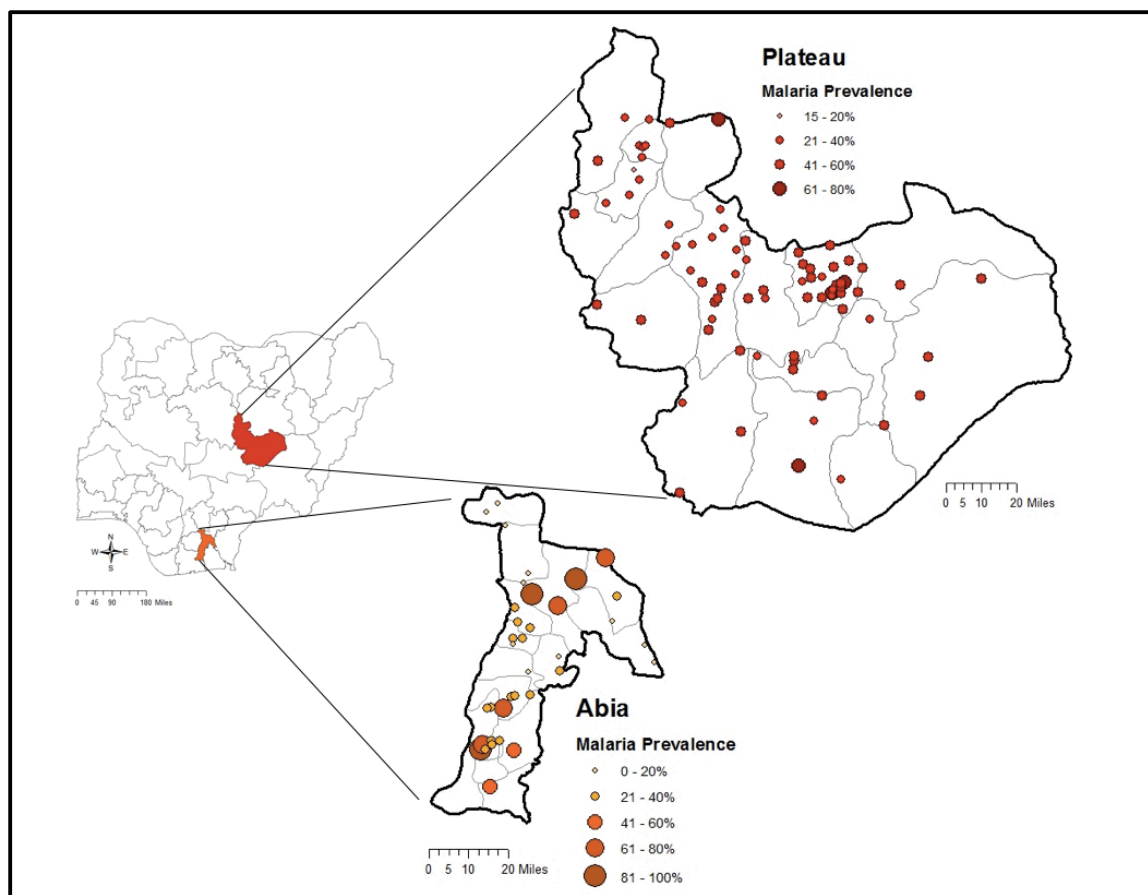 Plateau
Malaria Prevalence
15 - 20%
21 - 40%
41 - 60%
61 - 80%
0 5 10 20 Miles
N
W E
S
0 45 90 180 Miles
Abia
Malaria Prevalence
0 - 20%
21 - 40%
41 - 60%
61 - 80%
81 - 100%
0 5 10 20 Miles